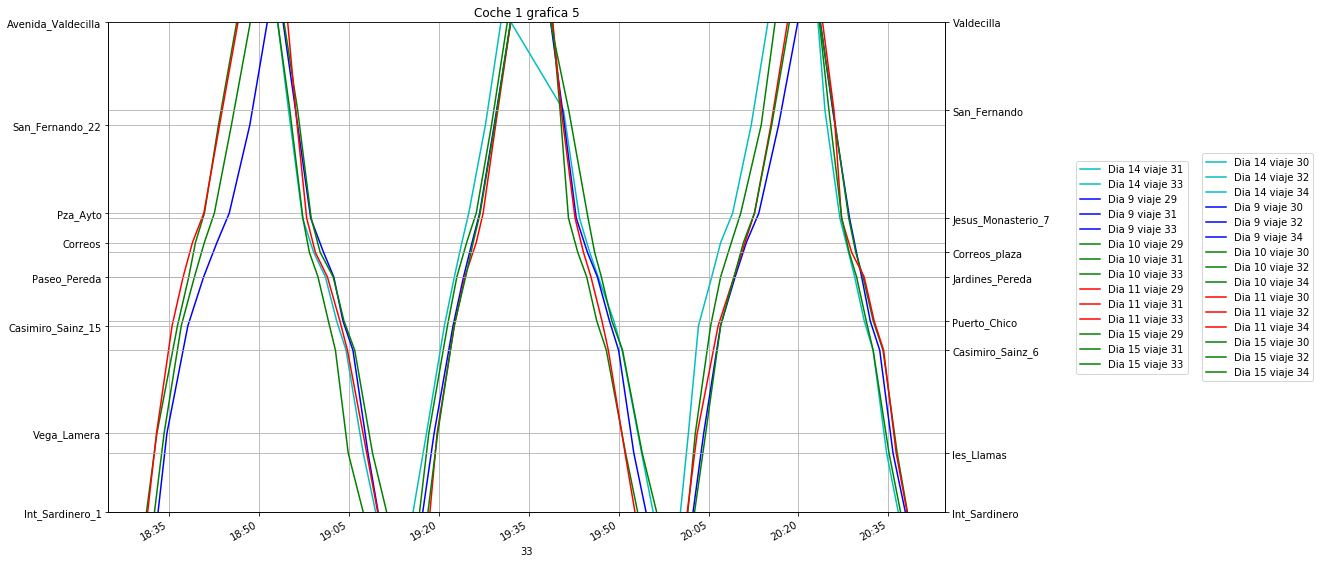 Coche 1 grafica 5
Avenida_Valdecilla
San_Fernando_22
Pza_Ayto
Correos
Paseo_Pereda
Casimiro_Sainz_15
Vega_Lamera
Int_Sardinero_1
Valdecilla
San_Fernando
Jesus_Monasterio_7
Correos_plaza
Jardines_Pereda
Puerto_Chico
Casimiro_Sainz_6
Ies_Llamas
Int_Sardinero
18:35
18:50
19:05
19:20
19:35
19:50
20:05
20:20
20:35
33
Dia 14 viaje 31
Dia 14 viaje 33
Dia 9 viaje 29
Dia 9 viaje 31
Dia 9 viaje 33
Dia 10 viaje 29
Dia 10 viaje 31
Dia 10 viaje 33
Dia 11 viaje 29
Dia 11 viaje 31
Dia 11 viaje 33
Dia 15 viaje 29
Dia 15 viaje 31
Dia 15 viaje 33
Dia 14 viaje 30
Dia 14 viaje 32
Dia 14 viaje 34
Dia 9 viaje 30
Dia 9 viaje 32
Dia 9 viaje 34
Dia 10 viaje 30
Dia 10 viaje 32
Dia 10 viaje 34
Dia 11 viaje 30
Dia 11 viaje 32
Dia 11 viaje 34
Dia 15 viaje 30
Dia 15 viaje 32
Dia 15 viaje 34